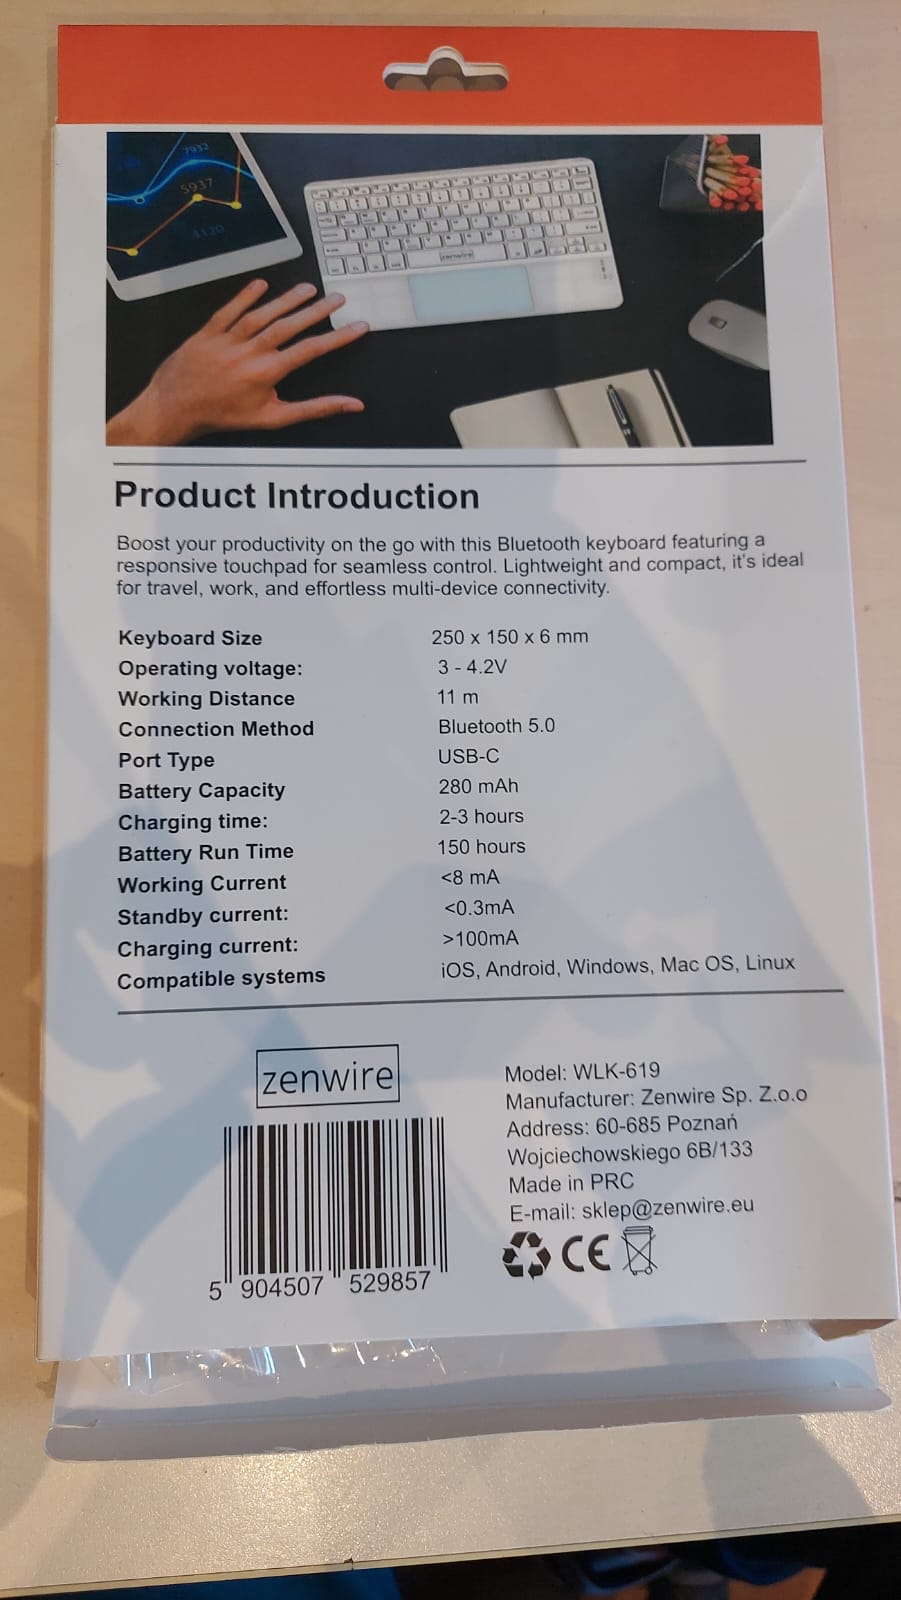 7932
5937
4120
zenwire
Product Introduction
Boost your productivity on the go with this Bluetooth keyboard featuring a
responsive touchpad for seamless control. Lightweight and compact, it's ideal
for travel, work, and effortless multi-device connectivity.
Keyboard Size 250 x 150 x 6 mm
Operating voltage: 3 - 4.2V
Working Distance 11 m
Connection Method Bluetooth 5.0
Port Type USB-C
Battery Capacity 280 mAh
Charging time: 2-3 hours
Battery Run Time 150 hours
Working Current <8 mA
Standby current: <0.3mA
Charging current: >100mA
Compatible systems iOS, Android, Windows, Mac OS, Linux
zenwire
5 904507 529857
Model: WLK-619
Manufacturer: Zenwire Sp. Z.o.o
Address: 60-685 Poznań
Wojciechowskiego 6B/133
Made in PRC
E-mail: sklep@zenwire.eu
CE